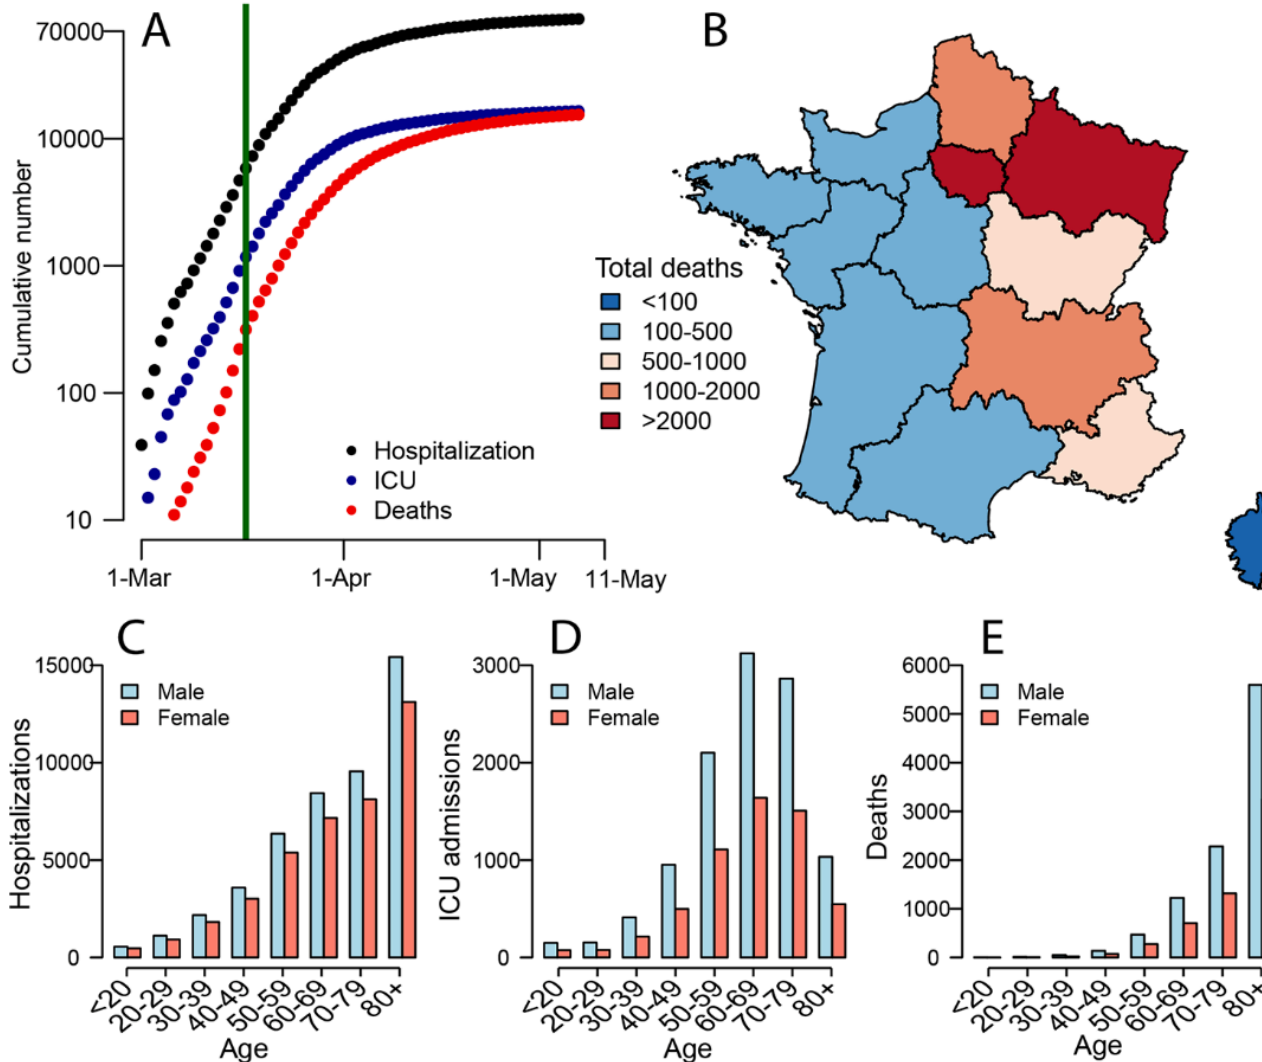 A
70000
10000
1000
100
10
Cumulative number
Hospitalization
ICU
Deaths
1-Mar
1-Apr
1-May
11-May
B
Total deaths
<100
100-500
500-1000
1000-2000
>2000
C
15000
10000
5000
0
Hospitalizations
Male
Female
<20
20-29
30-39
40-49
50-59
60-69
70-79
80+
Age
D
3000
2000
1000
0
ICU admissions
Male
Female
<20
20-29
30-39
40-49
50-59
60-69
70-79
80+
Age
E
6000
5000
4000
3000
2000
1000
0
Deaths
Male
Female
<20
20-29
30-39
40-49
50-59
60-69
70-79
80+
Age